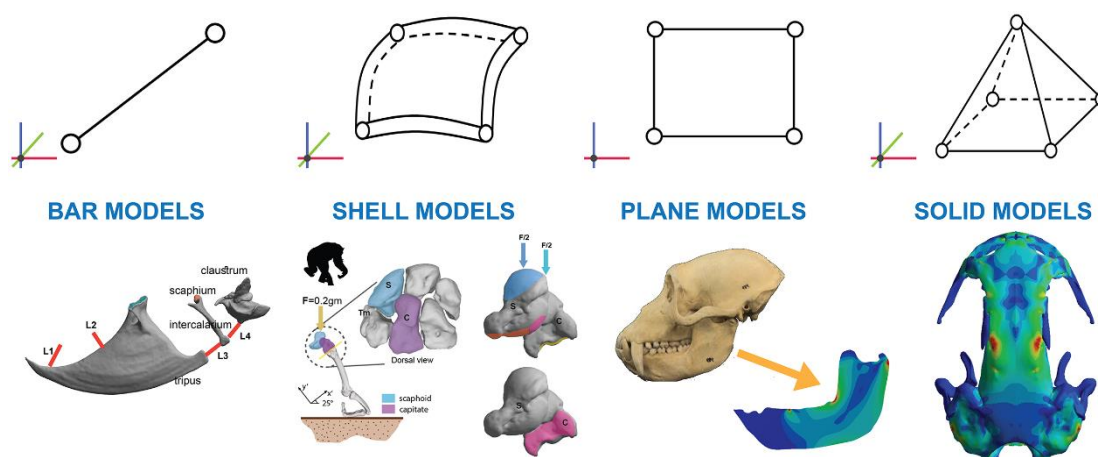 BAR MODELS
SHELL MODELS
PLANE MODELS
SOLID MODELS
claustrum
scaphium
intercalarium
tripus
L1
L2
L3
L4
F=0.2gm
S
C
Tm
Dorsal view
y'
x'
25°
scaphoid
capitate
F/2
F/2
S
C
S
C